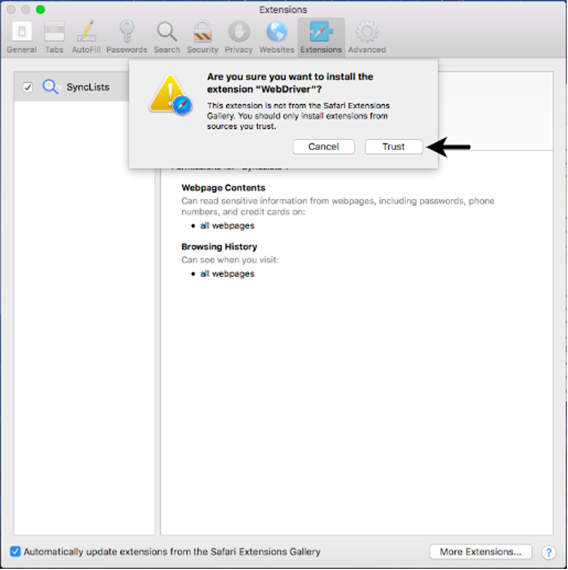 Extensions
General Tabs AutoFill Passwords Search Security Privacy Websites Extensions Advanced
SyncLists
Are you sure you want to install the
extension "WebDriver"?
This extension is not from the Safari Extensions
Gallery. You should only install extensions from
sources you trust.
Cancel Trust
Webpage Contents
Can read sensitive information from webpages, including passwords, phone
numbers, and credit cards on:
• all webpages
Browsing History
Can see when you visit:
• all webpages
Automatically update extensions from the Safari Extensions Gallery
More Extensions... ?